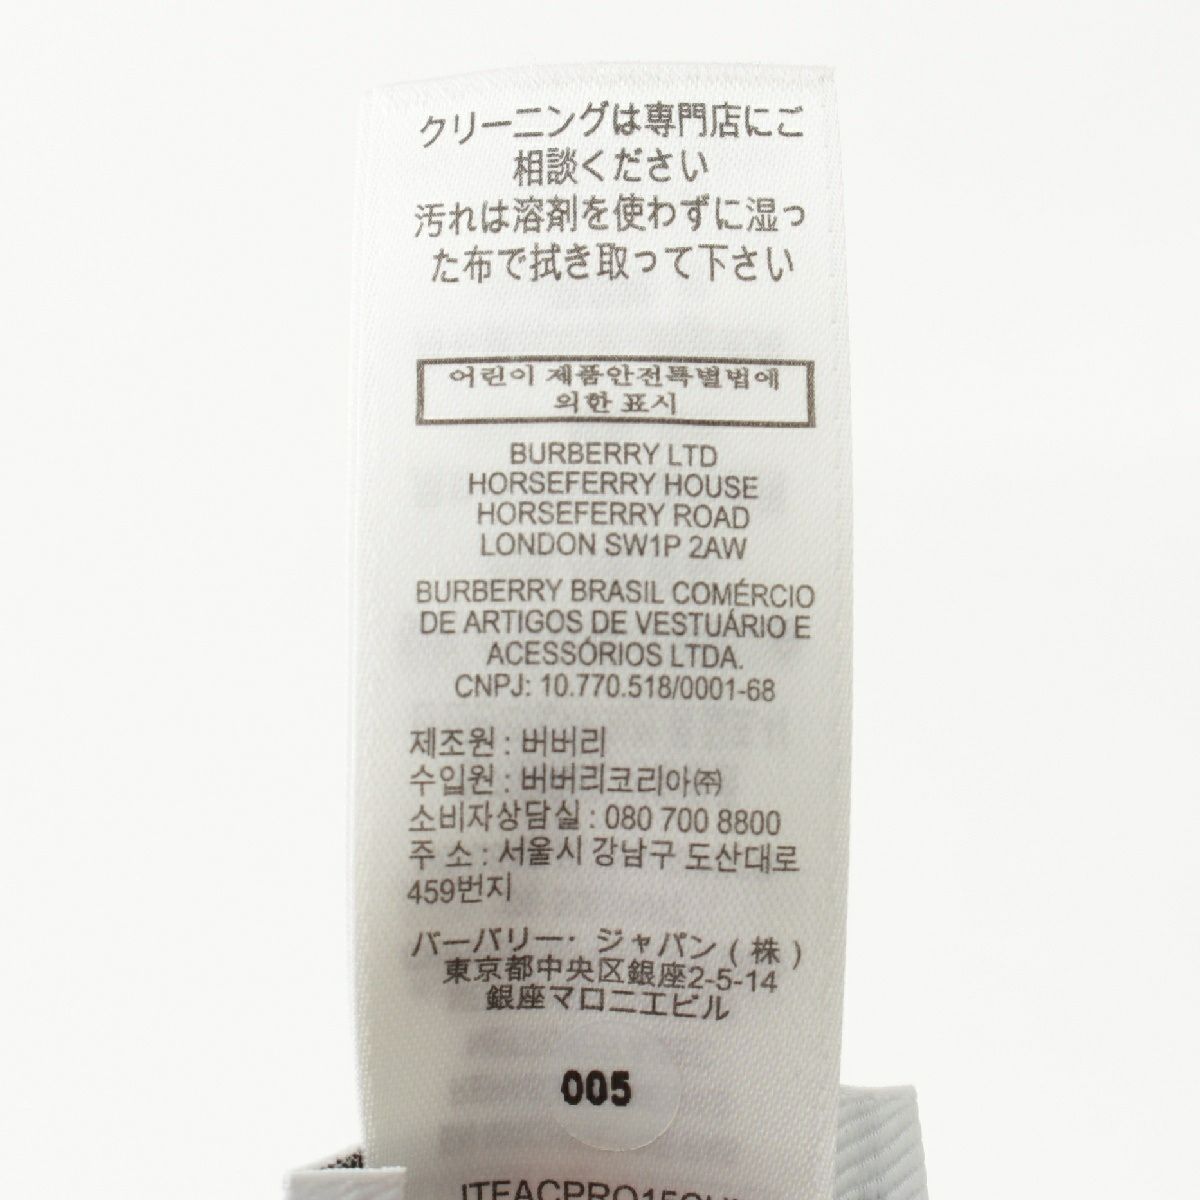 クリーニングは専門店にご
相談ください
汚れは溶剤を使わずに湿っ
た布で拭き取って下さい
어린이 제품안전특별법에
의한 표시
BURBERRY LTD
HORSEFERRY HOUSE
HORSEFERRY ROAD
LONDON SW1P 2AW
BURBERRY BRASIL COMÉRCIO
DE ARTIGOS DE VESTUÁRIO E
ACESSÓRIOS LTDA.
CNPJ: 10.770.518/0001-68
제조원 : 버버리
수입원 : 버버리코리아㈜
소비자상담실 : 080 700 8800
주 소 : 서울시 강남구 도산대로
459번지
バーバリー・ジャパン ( 株 )
東京都中央区銀座2-5-14
銀座マロニエビル
005